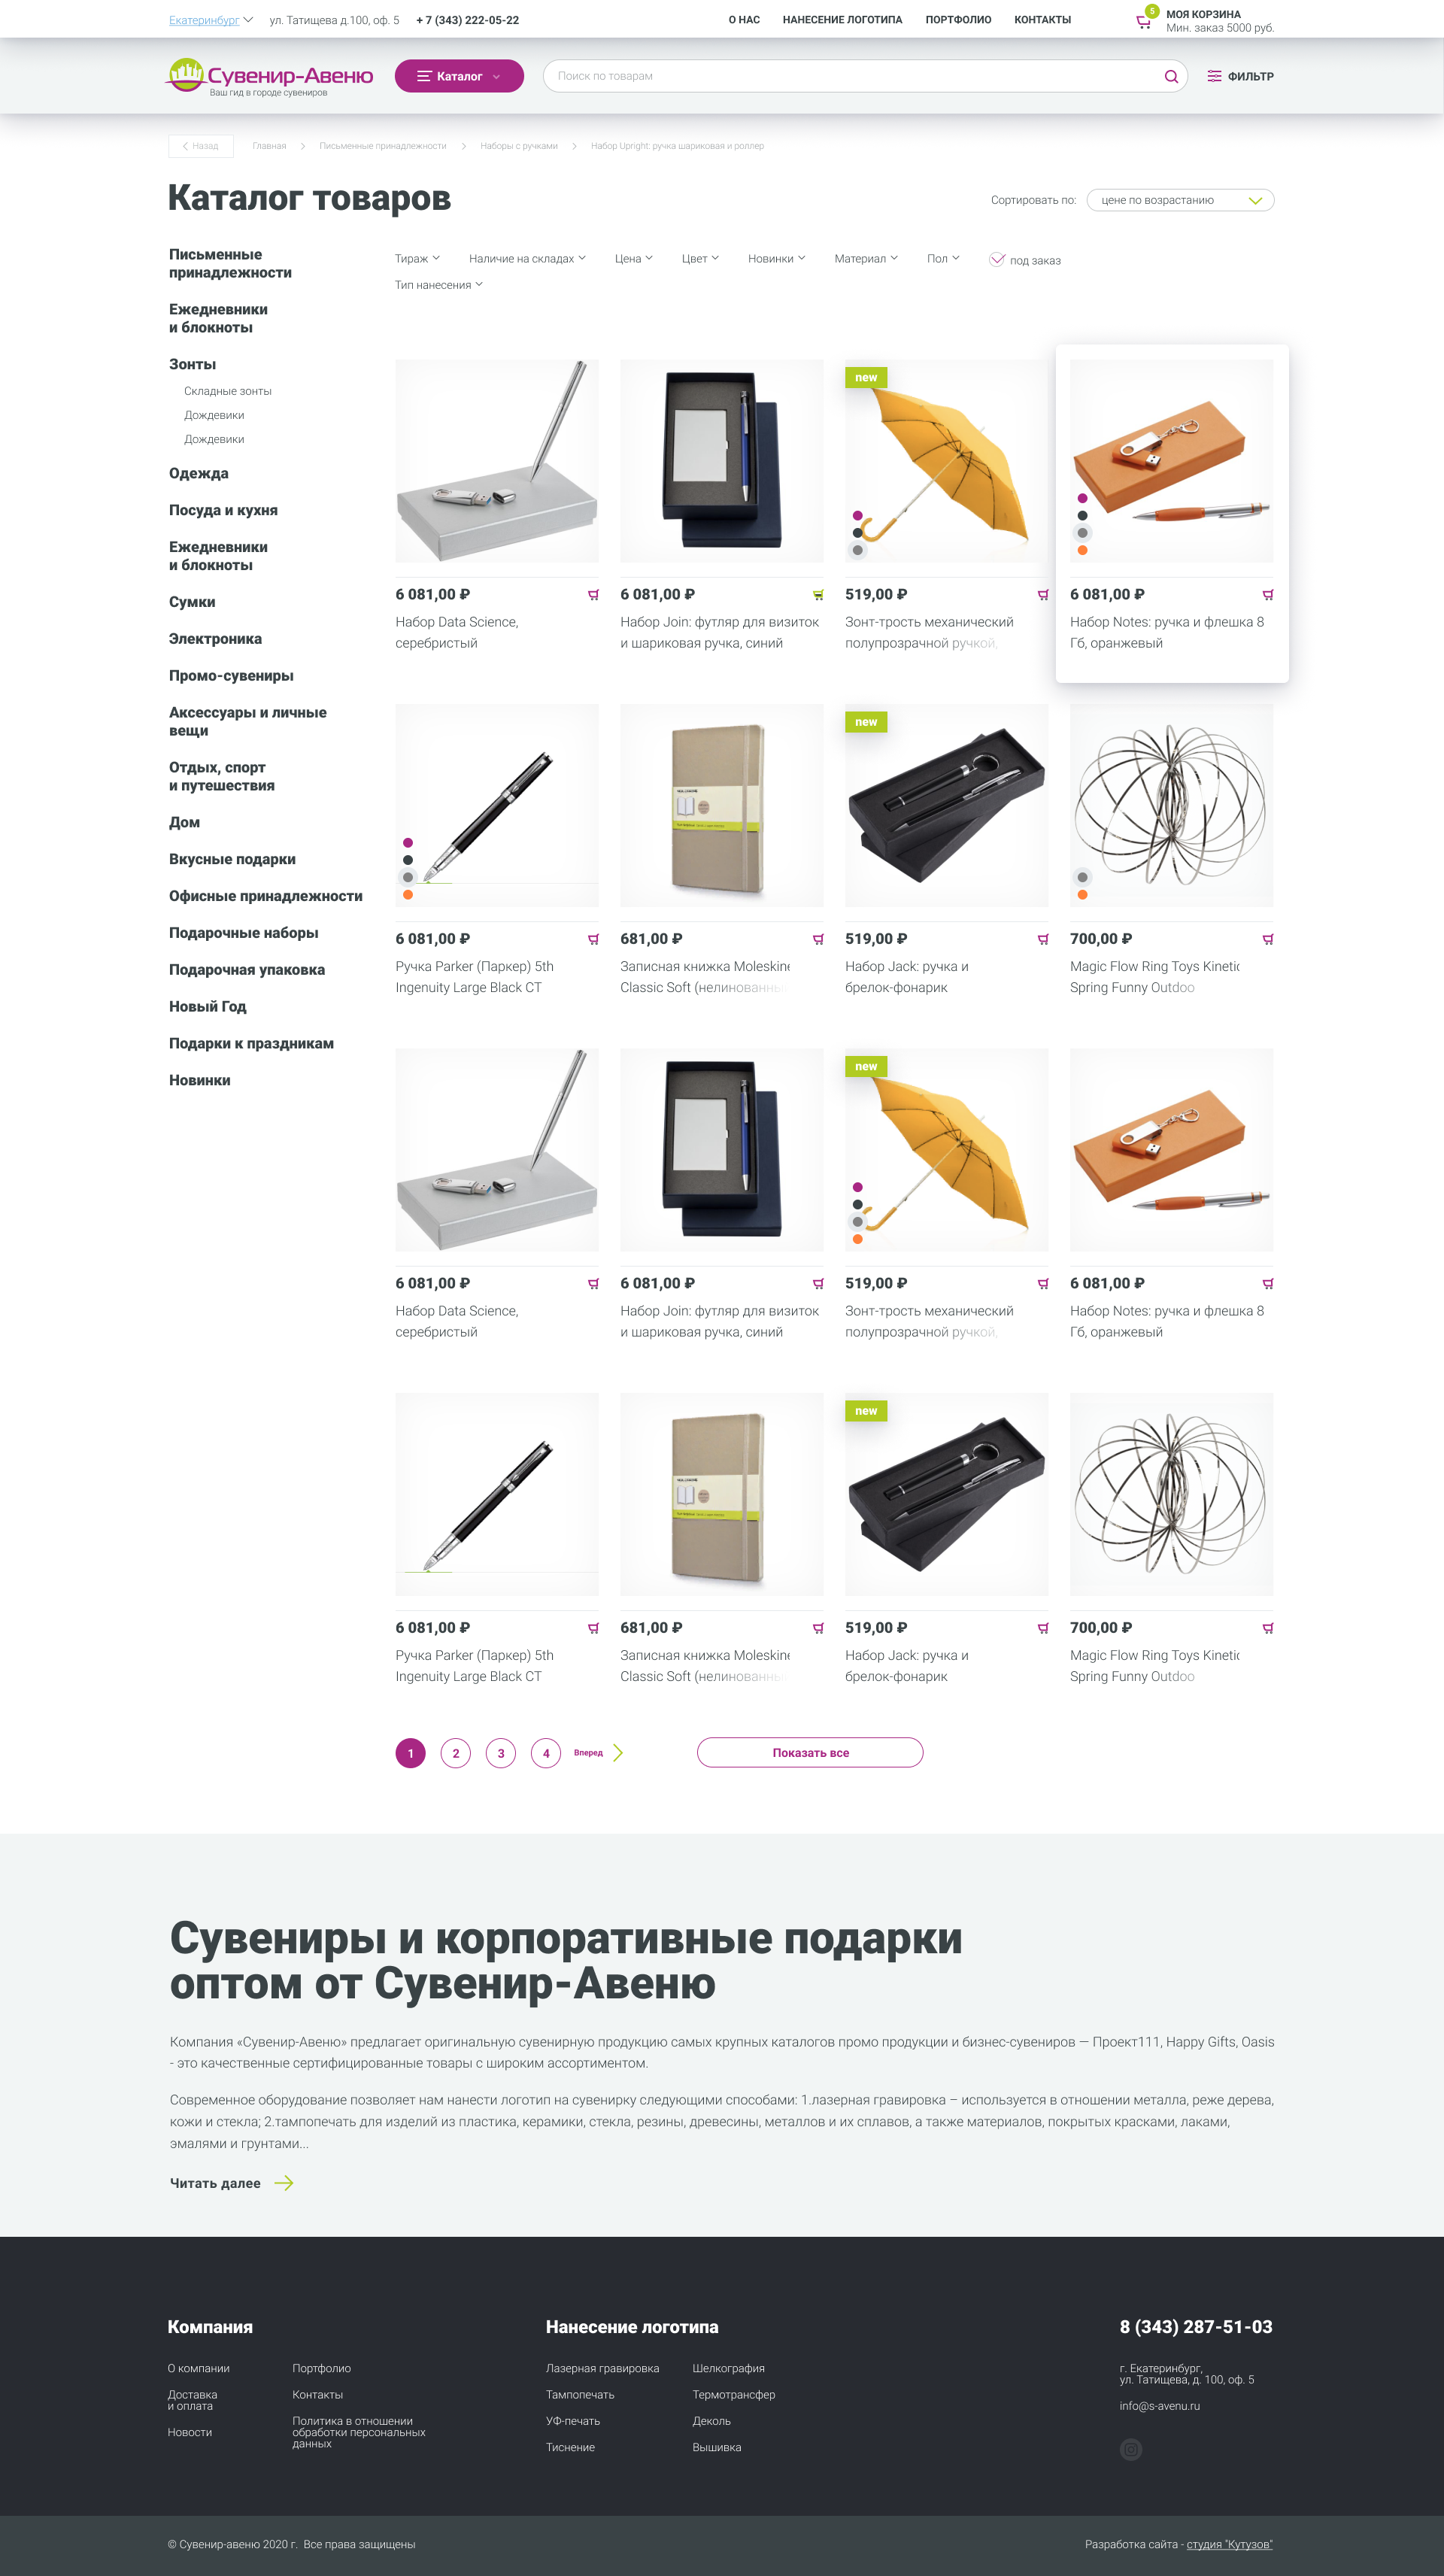 Екатеринбург
ул. Татищева д.100, оф. 5
+ 7 (343) 222-05-22
О НАС
НАНЕСЕНИЕ ЛОГОТИПА
ПОРТФОЛИО
КОНТАКТЫ
5
МОЯ КОРЗИНА
Мин. заказ 5000 руб.
Сувенир-Авеню
Ваш гид в городе сувениров
Каталог
Поиск по товарам
ФИЛЬТР
Назад
Главная
Письменные принадлежности
Наборы с ручками
Набор Upright: ручка шариковая и роллер
Каталог товаров
Сортировать по:
цене по возрастанию
Письменные
принадлежности
Ежедневники
и блокноты
Зонты
Складные зонты
Дождевики
Дождевики
Одежда
Посуда и кухня
Ежедневники
и блокноты
Сумки
Электроника
Промо-сувениры
Аксессуары и личные
вещи
Отдых, спорт
и путешествия
Дом
Вкусные подарки
Офисные принадлежности
Подарочные наборы
Подарочная упаковка
Новый Год
Подарки к праздникам
Новинки
Тираж
Наличие на складах
Цена
Цвет
Новинки
Материал
Пол
под заказ
Тип нанесения
6 081,00 ₽
Набор Data Science,
серебристый
6 081,00 ₽
Набор Join: футляр для визиток
и шариковая ручка, синий
new
519,00 ₽
Зонт-трость механический
полупрозрачной ручкой,
6 081,00 ₽
Набор Notes: ручка и флешка 8
Гб, оранжевый
6 081,00 ₽
Ручка Parker (Паркер) 5th
Ingenuity Large Black CT
MOLESKINE
681,00 ₽
Записная книжка Moleskine
Classic Soft (нелинованный
new
519,00 ₽
Набор Jack: ручка и
брелок-фонарик
700,00 ₽
Magic Flow Ring Toys Kinetic
Spring Funny Outdoo
6 081,00 ₽
Набор Data Science,
серебристый
6 081,00 ₽
Набор Join: футляр для визиток
и шариковая ручка, синий
new
519,00 ₽
Зонт-трость механический
полупрозрачной ручкой,
6 081,00 ₽
Набор Notes: ручка и флешка 8
Гб, оранжевый
6 081,00 ₽
Ручка Parker (Паркер) 5th
Ingenuity Large Black CT
MOLESKINE
681,00 ₽
Записная книжка Moleskine
Classic Soft (нелинованный
new
519,00 ₽
Набор Jack: ручка и
брелок-фонарик
700,00 ₽
Magic Flow Ring Toys Kinetic
Spring Funny Outdoo
1
2
3
4
Вперед
Показать все
Сувениры и корпоративные подарки
оптом от Сувенир-Авеню
Компания «Сувенир-Авеню» предлагает оригинальную сувенирную продукцию самых крупных каталогов промо продукции и бизнес-сувениров — Проект111, Happy Gifts, Oasis
- это качественные сертифицированные товары с широким ассортиментом.
Современное оборудование позволяет нам нанести логотип на сувенирку следующими способами: 1.лазерная гравировка – используется в отношении металла, реже дерева,
кожи и стекла; 2.тампопечать для изделий из пластика, керамики, стекла, резины, древесины, металлов и их сплавов, а также материалов, покрытых красками, лаками,
эмалями и грунтами...
Читать далее
Компания
О компании
Доставка
и оплата
Новости
Портфолио
Контакты
Политика в отношении
обработки персональных
данных
Нанесение логотипа
Лазерная гравировка
Тампопечать
УФ-печать
Тиснение
Шелкография
Термотрансфер
Деколь
Вышивка
8 (343) 287-51-03
г. Екатеринбург,
ул. Татищева, д. 100, оф. 5
info@s-avenu.ru
© Сувенир-авеню 2020 г. Все права защищены
Разработка сайта - студия "Кутузов"